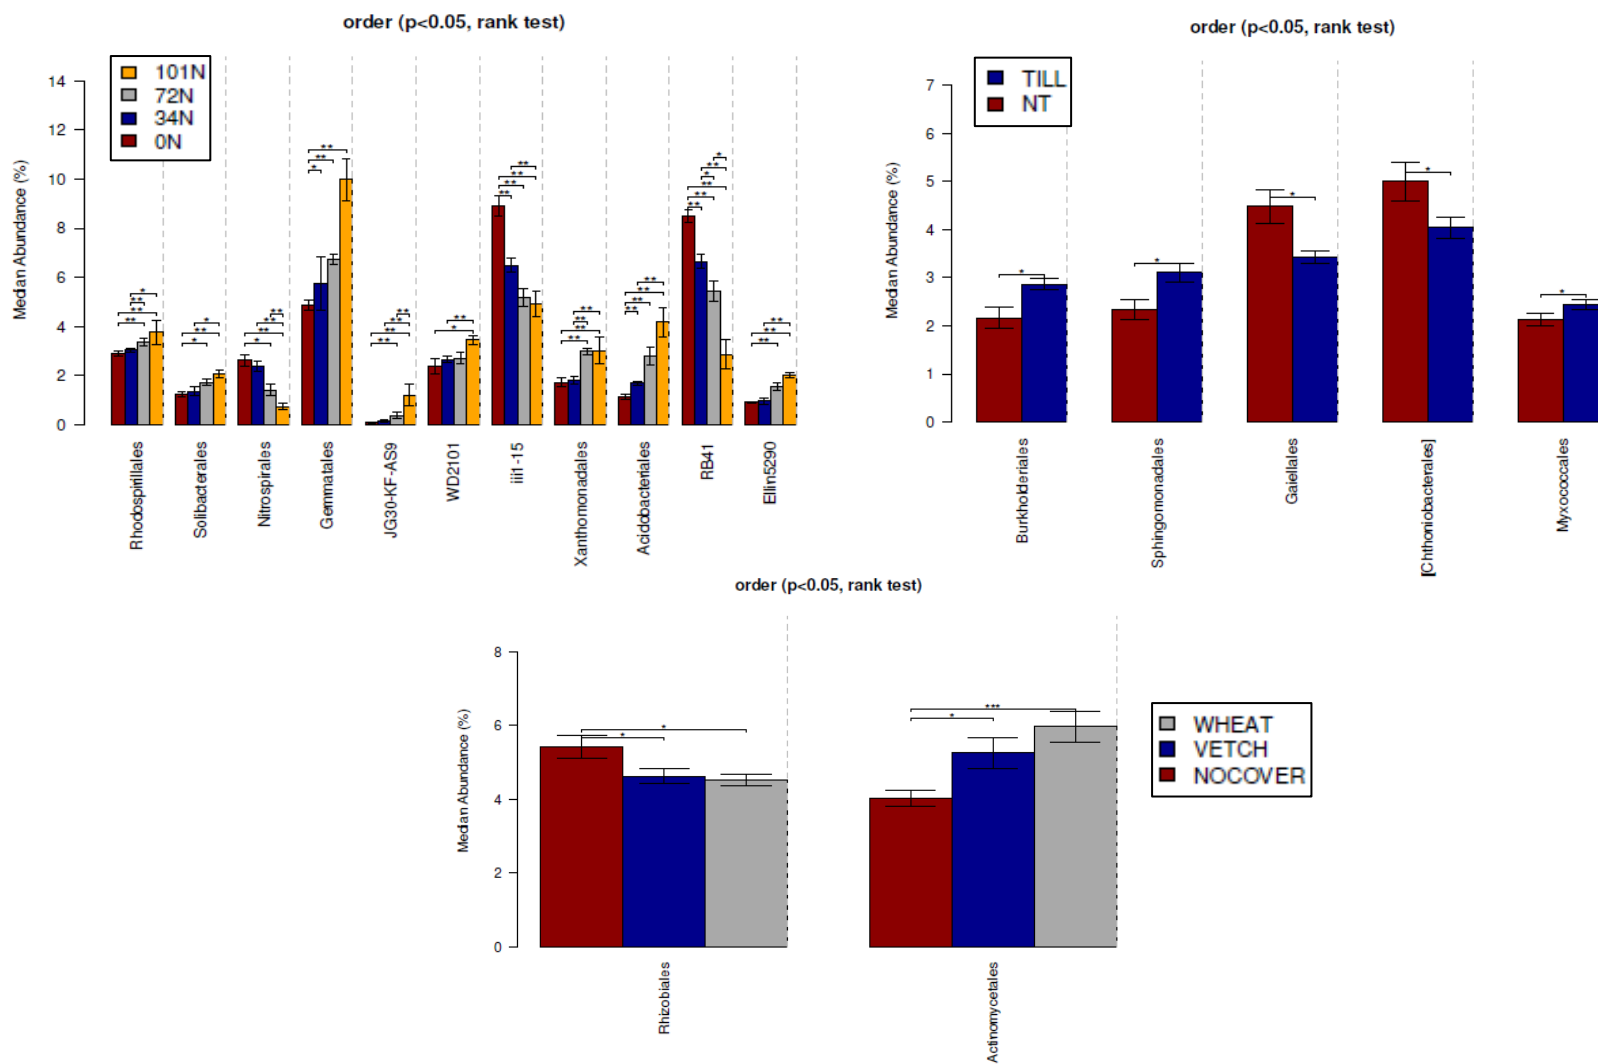 order (p<0.05, rank test)
Median Abundance (%)
14
12
10
8
6
4
2
0
101N
72N
34N
0N
* ** ** **
* ** *
** ** ** *
** ** *
** ** ** **
** *
** ** ** **
** ** ** **
** ** ** ** **
* ** * ** ** **
** ** **
Rhodospirillales
Solibacterales
Nitrospirales
Gemmatales
JG30-KF-AS9
WD2101
iii1-15
Xanthomonadales
Acidobacteriales
RB41
Ellin5290
order (p<0.05, rank test)
Median Abundance (%)
7
6
5
4
3
2
1
0
TILL
NT
*
*
*
*
*
Burkholderiales
Sphingomonadales
Gaiellales
[Chthoniobacterales]
Myxococcales
order (p<0.05, rank test)
Median Abundance (%)
8
6
4
2
0
* *
*** *
Rhizobiales
Actinomycetales
WHEAT
VETCH
NOCOVER